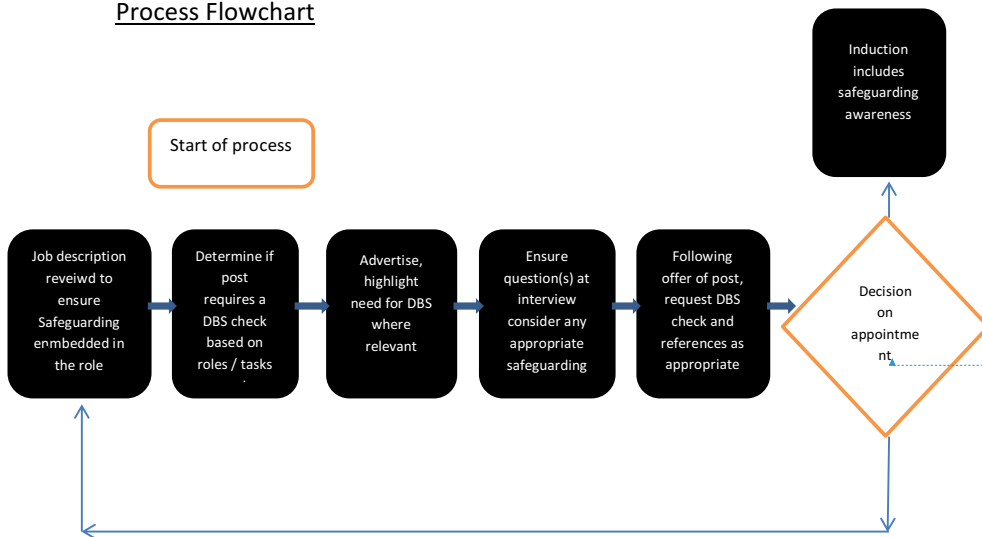 Process Flowchart
Induction
includes
safeguarding
awareness
Start of process
Job description
reveiwd to
ensure
Safeguarding
enmbedded in
the role
Determine if
post
requires a
DBS check
based on
roles / tasks
Advertise,
highlight
need for DBS
where
relevant
Ensure
question(s) at
interview
consider any
appropriate
safeguarding
Following
offer of post,
request DBS
check and
references as
appropriate
Decision
on
appointme
nt